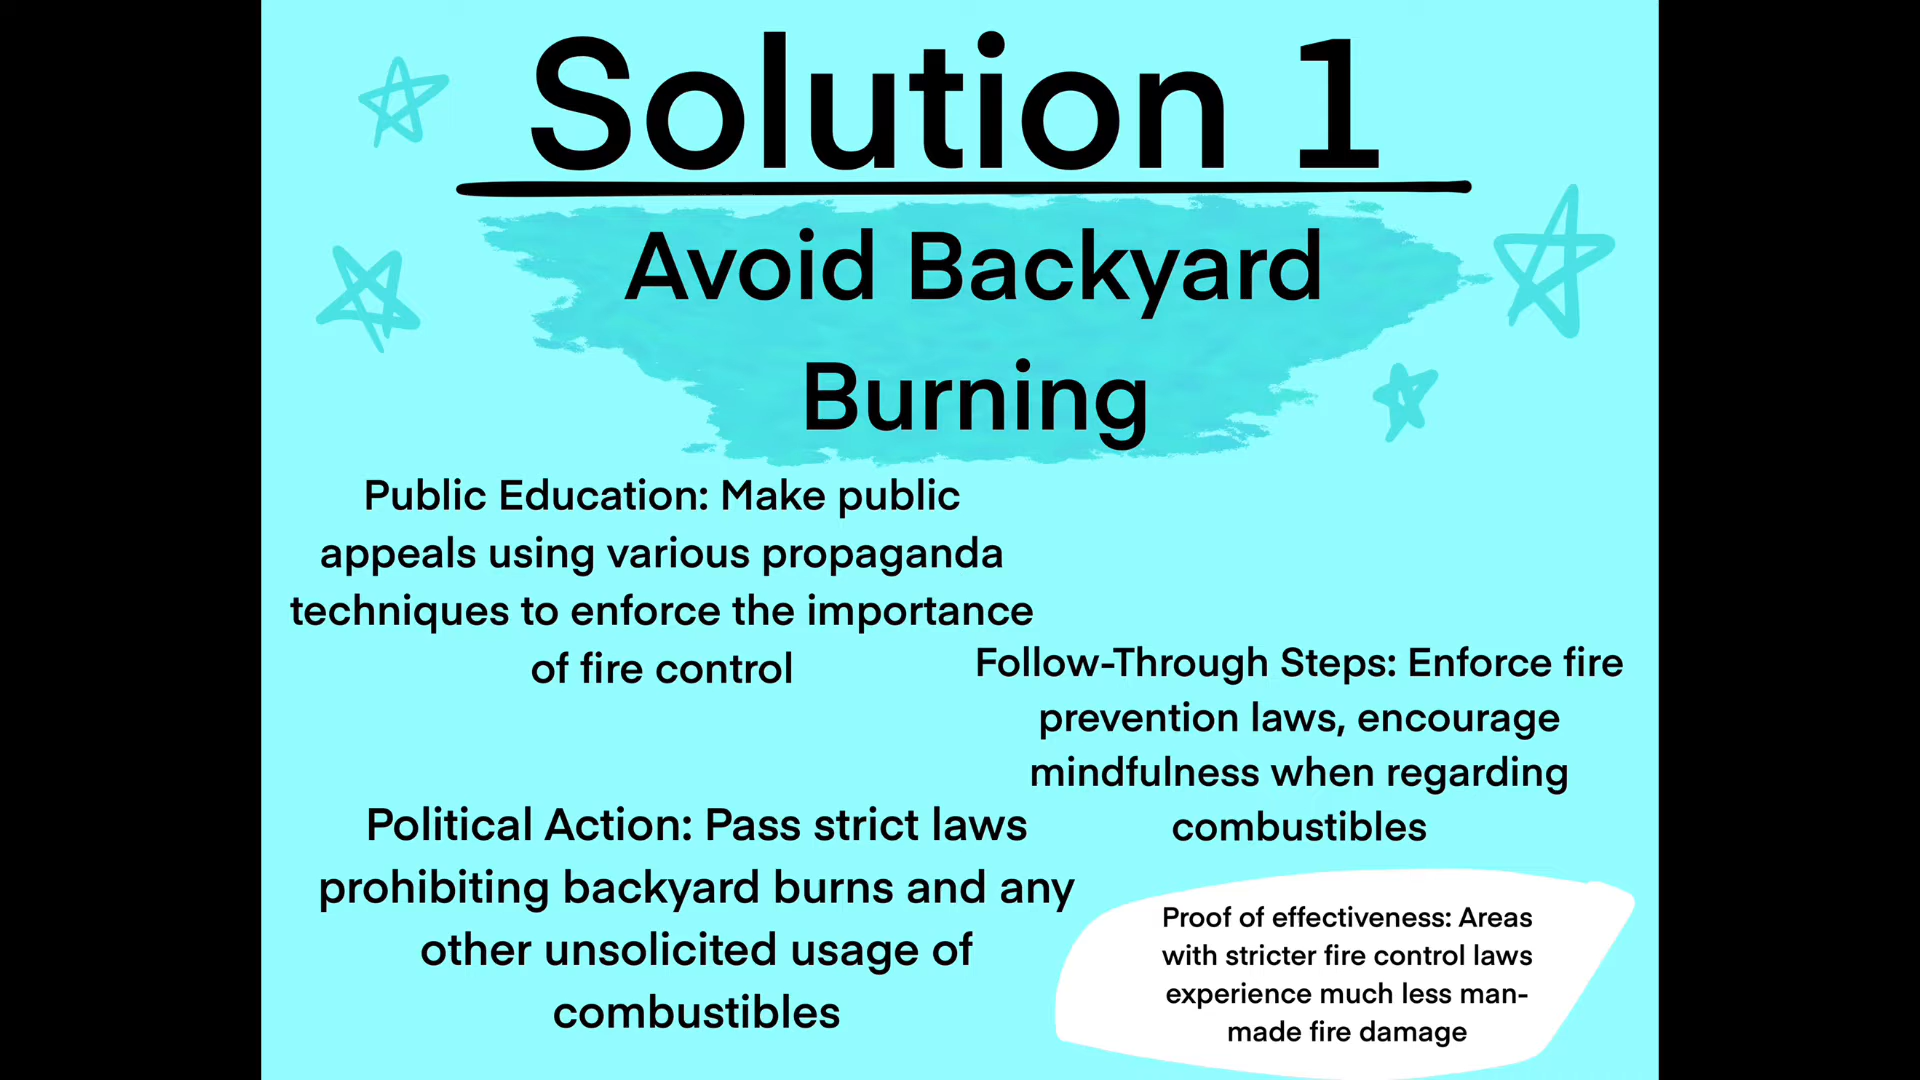 Solution 1
Avoid Backyard
Burning
Public Education: Make public
appeals using various propaganda
techniques to enforce the importance
of fire control
Follow-Through Steps: Enforce fire
prevention laws, encourage
mindfulness when regarding
combustibles
Political Action: Pass strict laws
prohibiting backyard burns and any
other unsolicited usage of
combustibles
Proof of effectiveness: Areas
with stricter fire control laws
experience much less man-
made fire damage